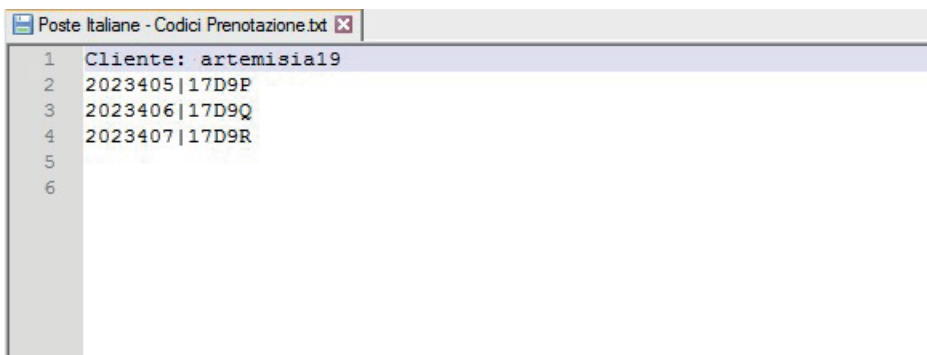 Poste Italiane - Codici Prenotazione.txt
1 Cliente: artemisia19
2 2023405|17D9P
3 2023406|17D9Q
4 2023407|17D9R
5
6